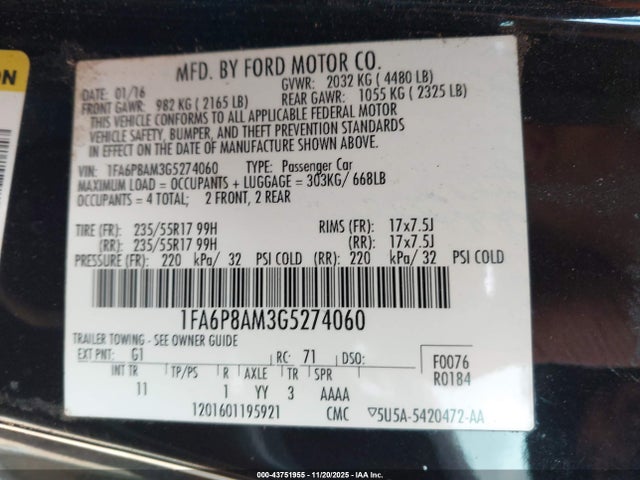 ON
MFD. BY FORD MOTOR CO.
DATE: 01/16 GVWR: 2032 KG ( 4480 LB)
FRONT GAWR: 982 KG ( 2165 LB) REAR GAWR: 1055 KG ( 2325 LB)
THIS VEHICLE CONFORMS TO ALL APPLICABLE FEDERAL MOTOR
VEHICLE SAFETY, BUMPER, AND THEFT PREVENTION STANDARDS
IN EFFECT ON THE DATE OF MANUFACTURE SHOWN ABOVE.
VIN: 1FA6P8AM3G5274060 TYPE: Passenger Car
MAXIMUM LOAD = OCCUPANTS + LUGGAGE = 303KG/ 668LB
OCCUPANTS = 4 TOTAL; 2 FRONT, 2 REAR
TIRE (FR): 235/55R17 99H RIMS (FR): 17x7.5J
(RR): 235/55R17 99H (RR): 17x7.5J
PRESSURE (FR): 220 kPa/ 32 PSI COLD (RR): 220 kPa/ 32 PSI COLD
1FA6P8AM3G5274060
TRAILER TOWING - SEE OWNER GUIDE
EXT PNT: G1 RC: 71 DSO: F0076
INT TR TP/PS R AXLE TR SPR R0184
11 1 YY 3 AAAA
1201601195921 CMC 5U5A-5420472-AA
000-43751955 - 11/20/2025 - IAAI Inc.